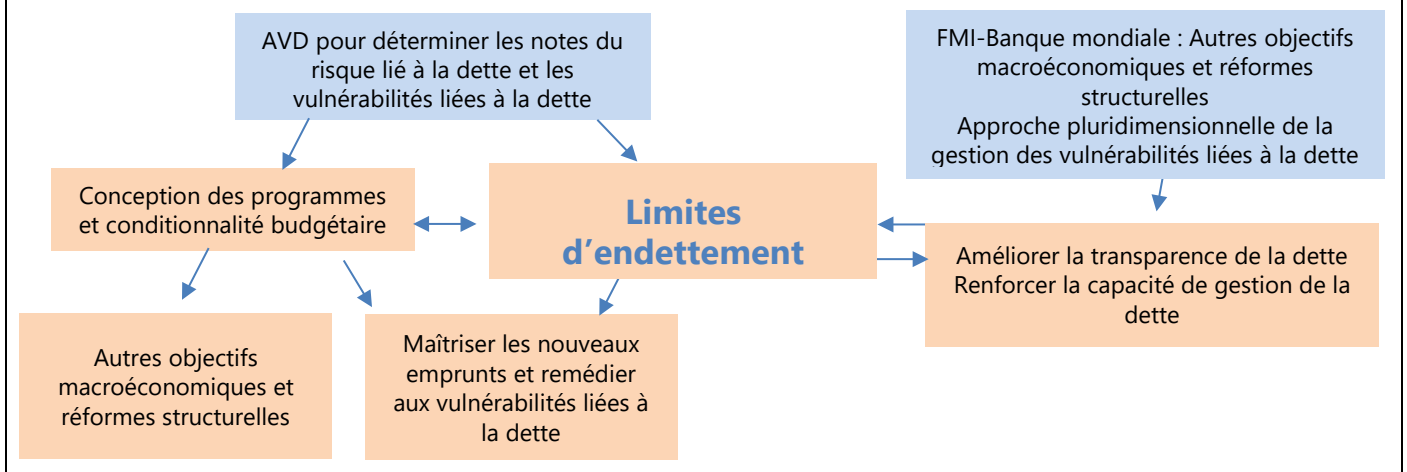 AVD pour déterminer les notes du
risque lié à la dette et les
vulnérabilités liées à la dette
FMI-Banque mondiale : Autres objectifs
macroéconomiques et réformes
structurelles
Approche pluridimensionnelle de la
gestion des vulnérabilités liées à la dette
Conception des programmes
et conditionnalité budgétaire
Limites
d’endettement
Améliorer la transparence de la dette
Renforcer la capacité de gestion de la
dette
Autres objectifs
macroéconomiques et
réformes structurelles
Maîtriser les nouveaux
emprunts et remédier
aux vulnérabilités liées à
la dette